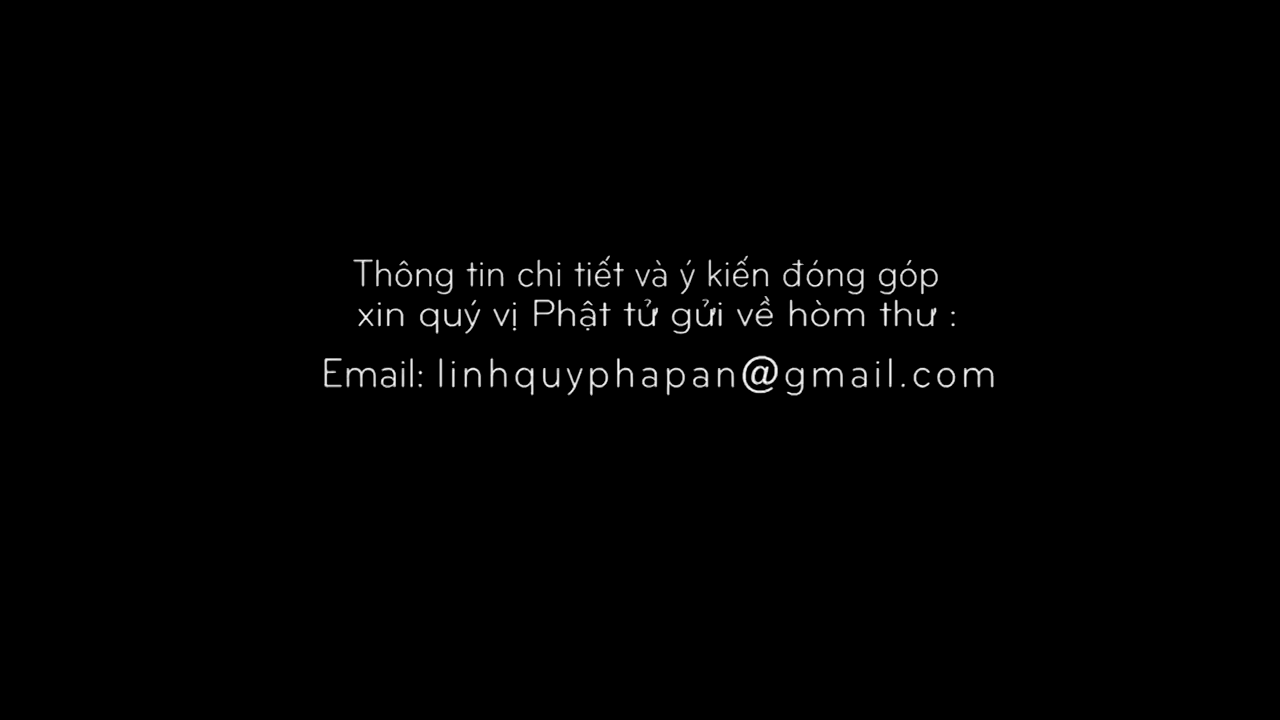 Thông tin chi tiết và ý kiến đóng góp
xin quý vị Phật tử gửi về hòm thư :
Email: linhquyphapan@gmail.com